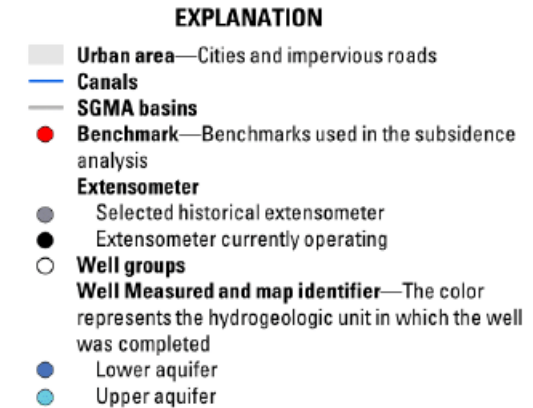 EXPLANATION
Urban area—Cities and impervious roads
Canals
SGMA basins
Benchmark—Benchmarks used in the subsidence
analysis
Extensometer
Selected historical extensometer
Extensometer currently operating
Well groups
Well Measured and map identifier—The color
represents the hydrogeologic unit in which the well
was completed
Lower aquifer
Upper aquifer